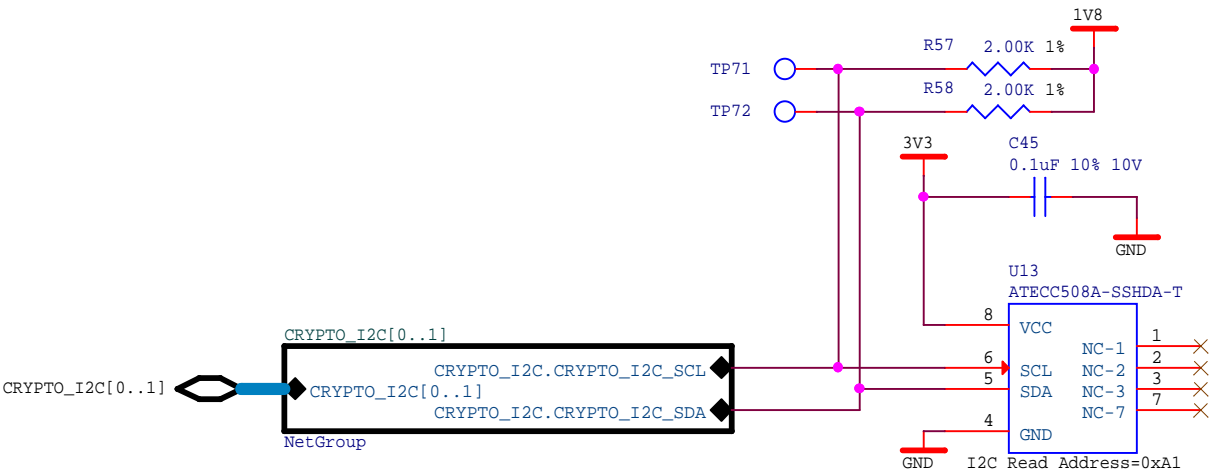 1V8
R57 2.00K 1%
TP71
R58 2.00K 1%
TP72
3V3
C45
0.1uF 10% 10V
GND
U13
ATECC508A-SSHDA-T
8 VCC
1 NC-1
6 SCL
2 NC-2
5 SDA
3 NC-3
7 NC-7
4 GND
CRYPTO_I2C[0..1]
CRYPTO_I2C.CRYPTO_I2C_SCL
CRYPTO_I2C[0..1]
CRYPTO_I2C[0..1]
CRYPTO_I2C.CRYPTO_I2C_SDA
NetGroup
GND
I2C Read Address=0xA1